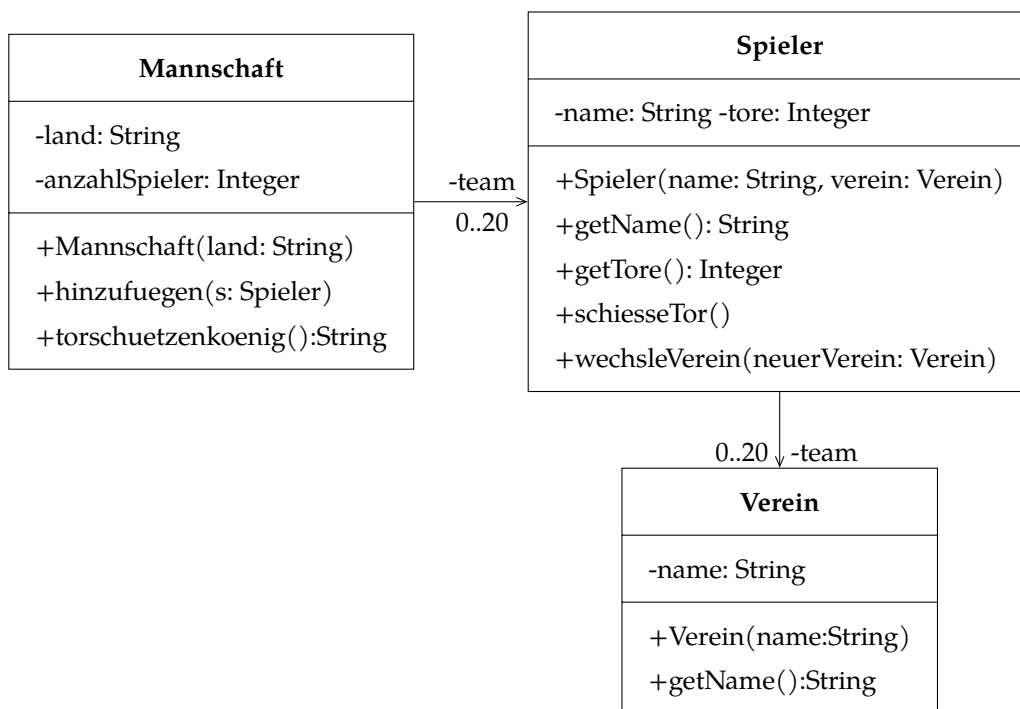 Mannschaft
-land: String
-anzahlSpieler: Integer
+Mannschaft(land: String)
+hinzufuegen(s: Spieler)
+torschuetzenkoenig():String
-team
0..20
Spieler
-name: String -tore: Integer
+Spieler(name: String, verein: Verein)
+getName(): String
+getTore(): Integer
+schiesseTor()
+wechsleVerein(neuerVerein: Verein)
0..20 -team
Verein
-name: String
+Verein(name:String)
+getName():String